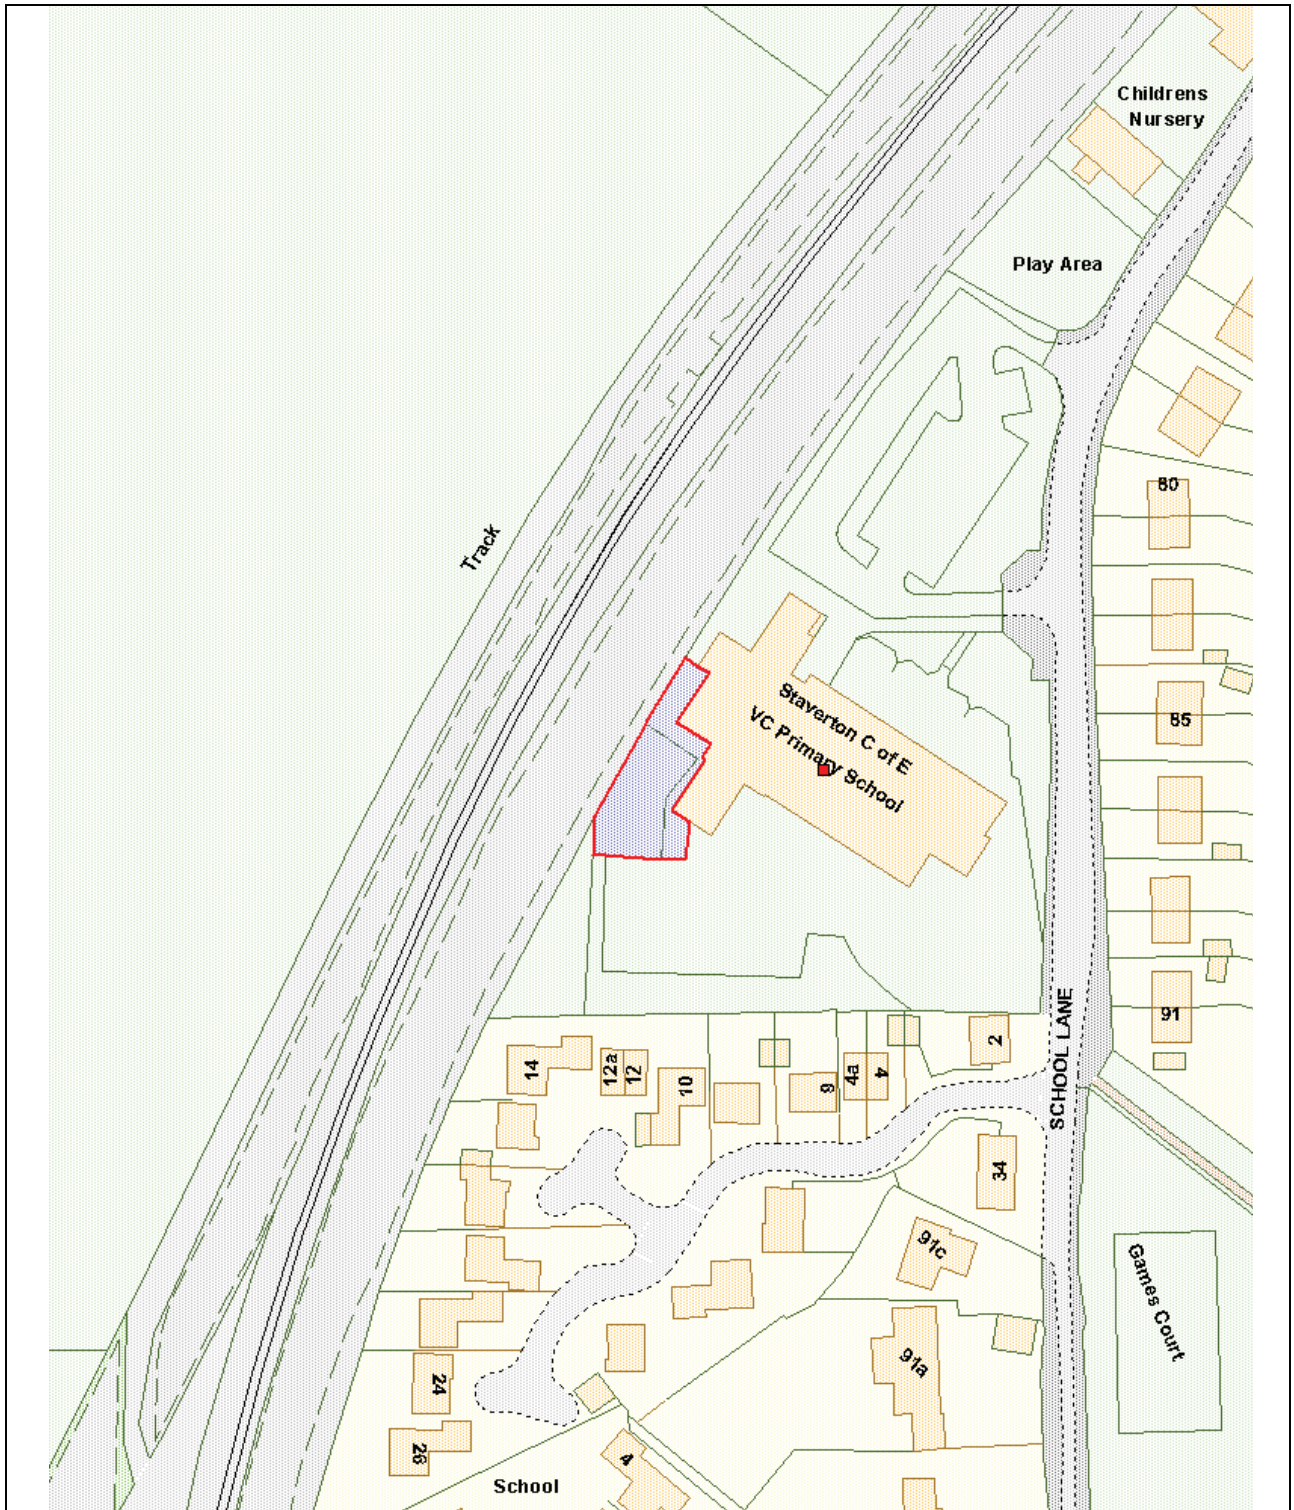 Childrens
Nursery
Play Area
80
Track
Staverton C of E
VC Primary School
85
91
SCHOOL LANE
2
14
12a
12
10
9
4a
4
34
91c
Games Court
91a
24
26
4
School